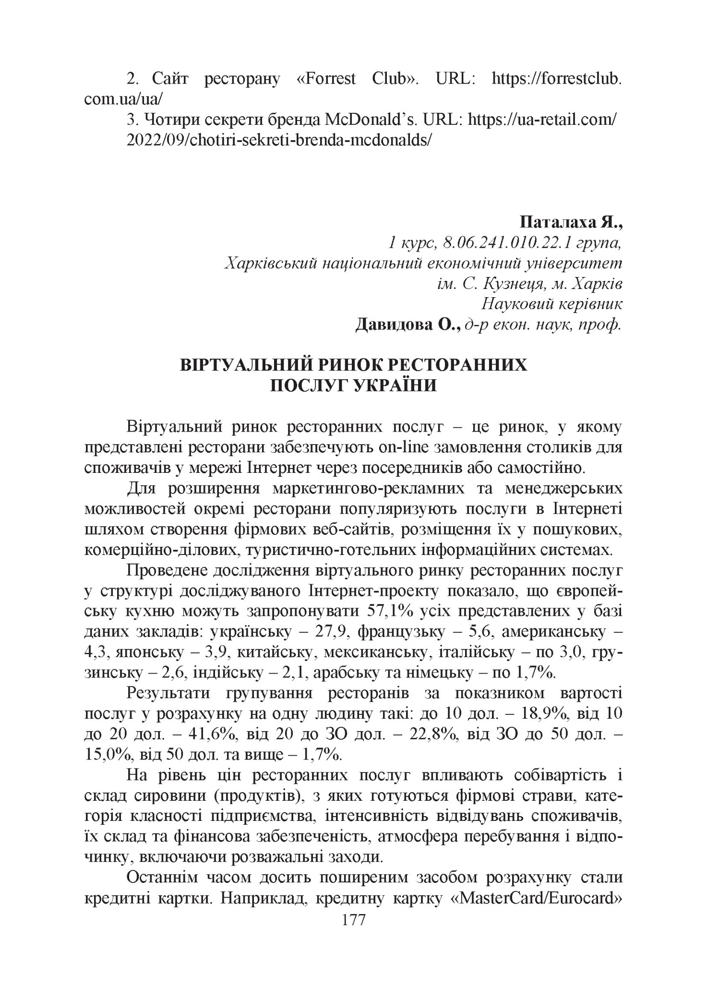 2. Сайт ресторану «Forrest Club». URL: https://forrestclub.
com.ua/ua/
3. Чотири секрети бренда McDonald’s. URL: https://ua-retail.com/
2022/09/chotiri-sekreti-brenda-mcdonalds/
Паталаха Я.,
1 курс, 8.06.241.010.22.1 група,
Харківський національний економічний університет
ім. С. Кузнеця, м. Харків
Науковий керівник
Давидова О., д-р екон. наук, проф.
ВІРТУАЛЬНИЙ РИНОК РЕСТОРАННИХ
ПОСЛУГ УКРАЇНИ
Віртуальний ринок ресторанних послуг – це ринок, у якому
представлені ресторани забезпечують on-line замовлення столиків для
споживачів у мережі Інтернет через посередників або самостійно.
Для розширення маркетингово-рекламних та менеджерських
можливостей окремі ресторани популяризують послуги в Інтернеті
шляхом створення фірмових веб-сайтів, розміщення їх у пошукових,
комерційно-ділових, туристично-готельних інформаційних системах.
Проведене дослідження віртуального ринку ресторанних послуг
у структурі досліджуваного Інтернет-проекту показало, що європей-
ську кухню можуть запропонувати 57,1% усіх представлених у базі
даних закладів: українську – 27,9, французьку – 5,6, американську –
4,3, японську – 3,9, китайську, мексиканську, італійську – по 3,0, гру-
зинську – 2,6, індійську – 2,1, арабську та німецьку – по 1,7%.
Результати групування ресторанів за показником вартості
послуг у розрахунку на одну людину такі: до 10 дол. – 18,9%, від 10
до 20 дол. – 41,6%, від 20 до ЗО дол. – 22,8%, від ЗО до 50 дол. –
15,0%, від 50 дол. та вище – 1,7%.
На рівень цін ресторанних послуг впливають собівартість і
склад сировини (продуктів), з яких готуються фірмові страви, кате-
горія класності підприємства, інтенсивність відвідувань споживачів,
їх склад та фінансова забезпеченість, атмосфера перебування і відпо-
чинку, включаючи розважальні заходи.
Останнім часом досить поширеним засобом розрахунку стали
кредитні картки. Наприклад, кредитну картку «MasterCard/Eurocard»
177